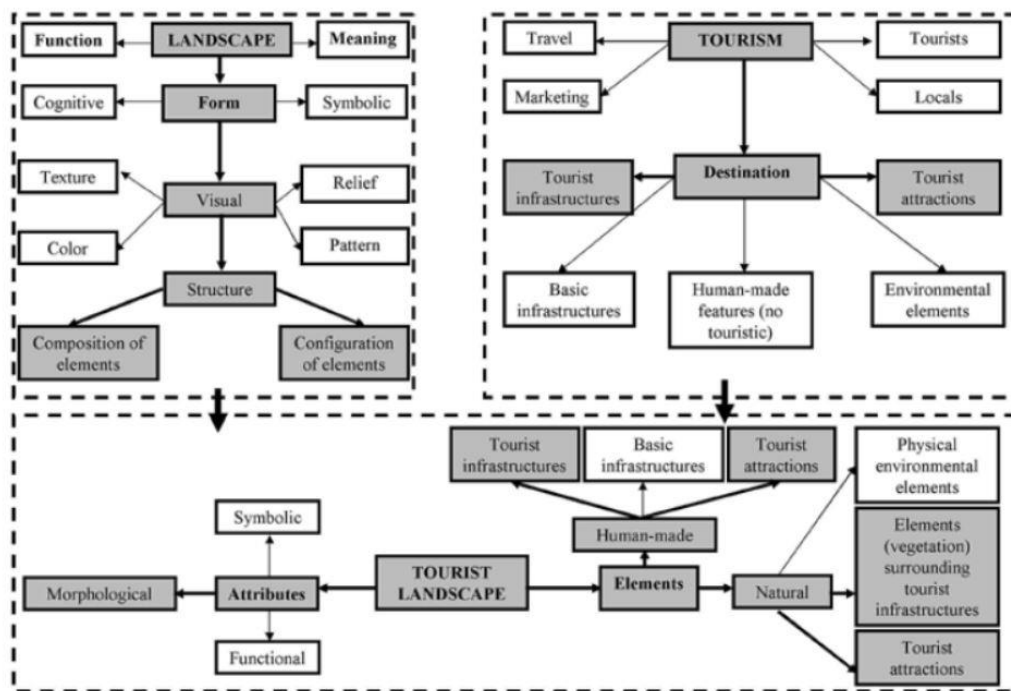 Function
LANDSCAPE
Meaning
Cognitive
Form
Symbolic
Texture
Visual
Relief
Color
Pattern
Structure
Composition of
elements
Configuration
of elements
Travel
TOURISM
Tourists
Marketing
Locals
Tourist
infrastructures
Destination
Tourist
attractions
Basic
infrastructures
Human-made
features (no
touristic)
Environmental
elements
Tourist
infrastructures
Basic
infrastructures
Tourist
attractions
Physical
environmental
elements
Symbolic
Human-made
Elements
(vegetation)
surrounding
tourist
infrastructures
Morphological
Attributes
TOURIST
LANDSCAPE
Elements
Natural
Functional
Tourist
attractions